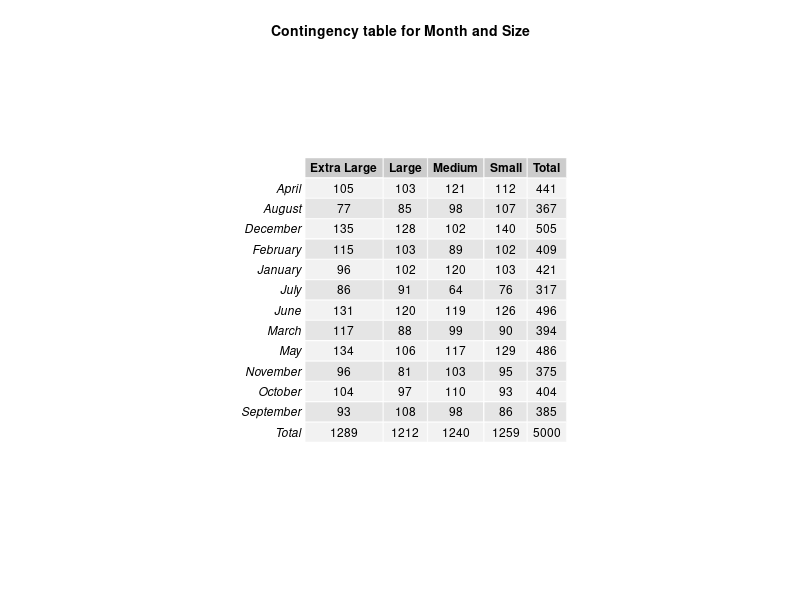 Contingency table for Month and Size
Extra Large Large Medium Small Total
April 105 103 121 112 441
August 77 85 98 107 367
December 135 128 102 140 505
February 115 103 89 102 409
January 96 102 120 103 421
July 86 91 64 76 317
June 131 120 119 126 496
March 117 88 99 90 394
May 134 106 117 129 486
November 96 81 103 95 375
October 104 97 110 93 404
September 93 108 98 86 385
Total 1289 1212 1240 1259 5000